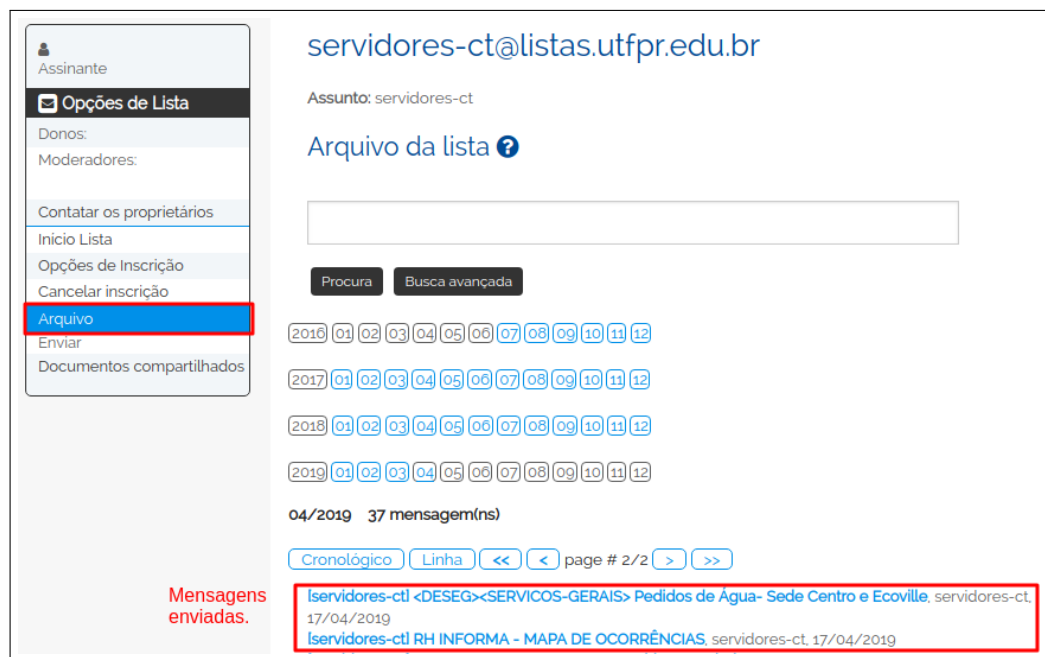 Assinante
Opções de Lista
Donos:
Moderadores:
Contatar os proprietários
Inicio Lista
Opções de Inscrição
Cancelar inscrição
Arquivo
Enviar
Documentos compartilhados
servidores-ct@listas.utfpr.edu.br
Assunto: servidores-ct
Arquivo da lista ?
Procura Busca avançada
2016 01 02 03 04 05 06 07 08 09 10 11 12
2017 01 02 03 04 05 06 07 08 09 10 11 12
2018 01 02 03 04 05 06 07 08 09 10 11 12
2019 01 02 03 04 05 06 07 08 09 10 11 12
04/2019 37 mensagem(ns)
Cronológico Linha << < page # 2/2 > >>
Mensagens
enviadas.
[servidores-ct] <DESEG><SERVICOS-GERAIS> Pedidos de Água- Sede Centro e Ecoville, servidores-ct,
17/04/2019
[servidores-ct] RH INFORMA - MAPA DE OCORRÊNCIAS, servidores-ct, 17/04/2019